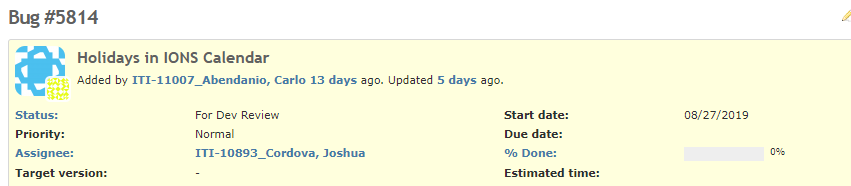 Bug #5814
Holidays in IONS Calendar
Added by ITI-11007_Abendanio, Carlo 13 days ago. Updated 5 days ago.
Status: For Dev Review Start date: 08/27/2019
Priority: Normal Due date:
Assignee: ITI-10893_Cordova, Joshua % Done: 0%
Target version: - Estimated time: